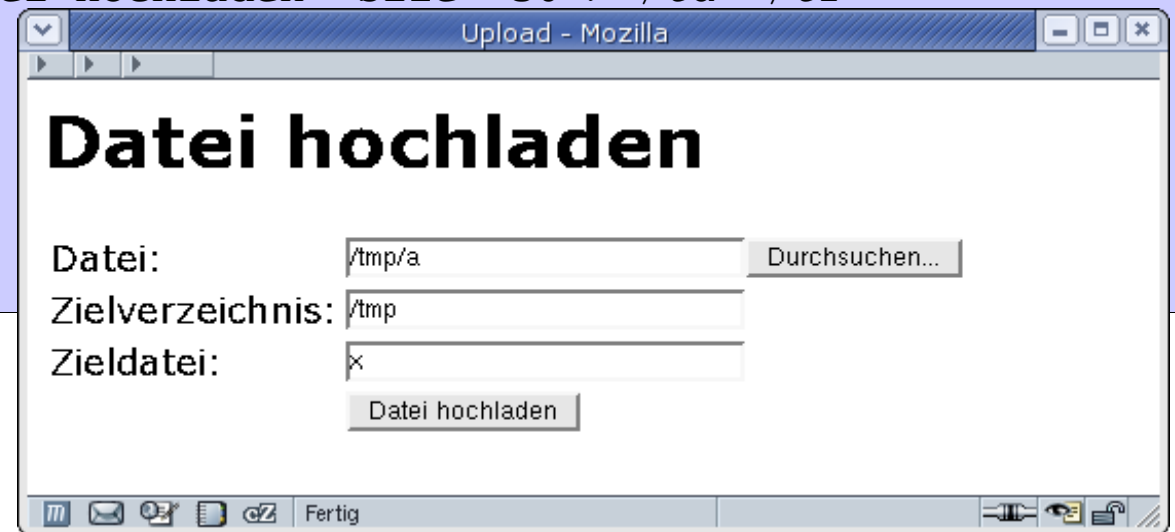 Upload - Mozilla
Datei hochladen
Datei: /tmp/a Durchsuchen...
Zielverzeichnis: /tmp
Zieldatei: x
Datei hochladen
Fertig